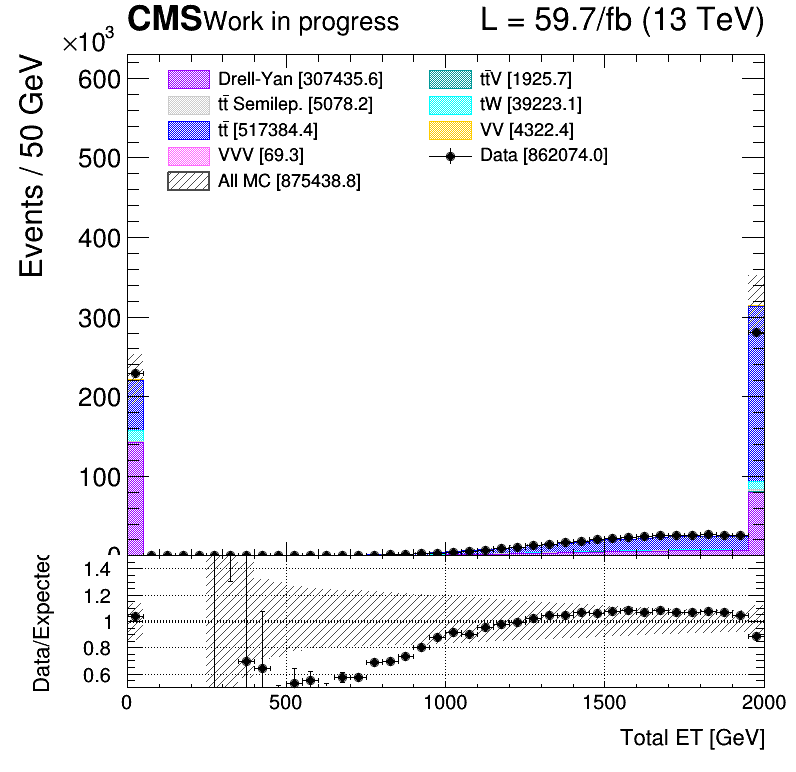 CMS Work in progress L = 59.7/fb (13 TeV)
×10³
Events / 50 GeV
600
500
400
300
200
100
0
Drell-Yan [307435.6]
tt̄ Semilep. [5078.2]
tt̄ [517384.4]
VVV [69.3]
All MC [875438.8]
tt̄V [1925.7]
tW [39223.1]
VV [4322.4]
Data [862074.0]
Data/Expected
1.4
1.2
1
0.8
0.6
0 500 1000 1500 2000
Total ET [GeV]